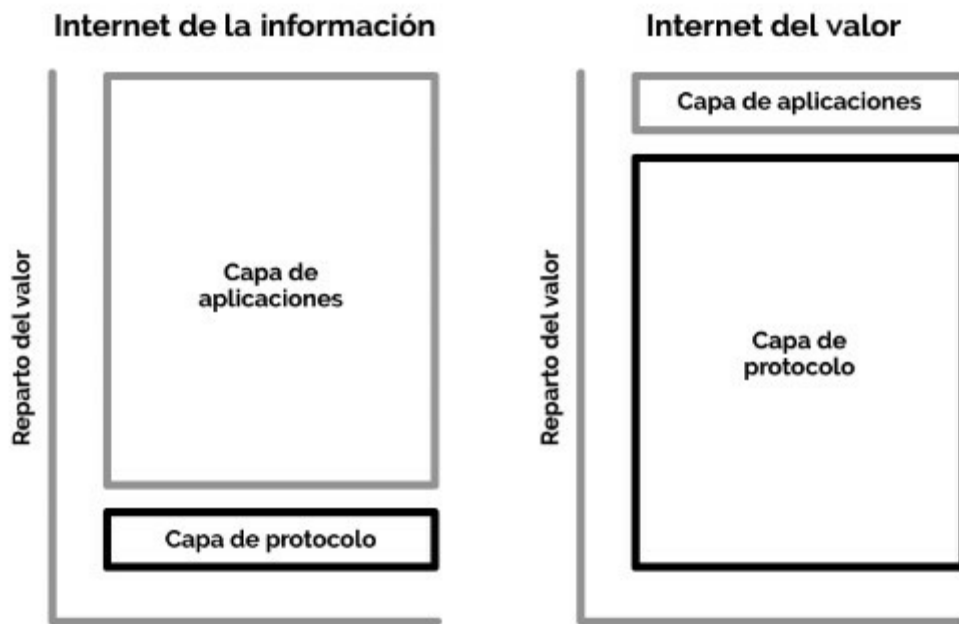 Internet de la información
Reparto del valor
Capa de
aplicaciones
Capa de protocolo
Internet del valor
Reparto del valor
Capa de aplicaciones
Capa de
protocolo